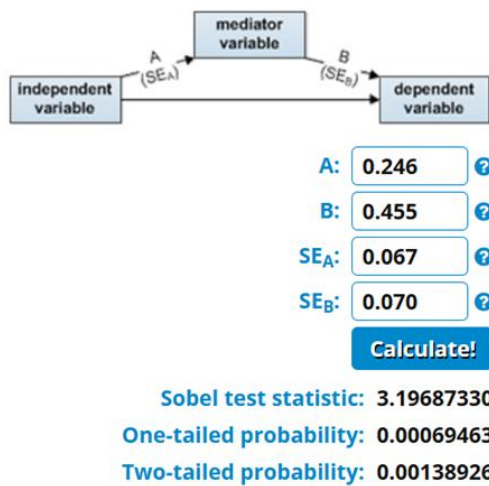 mediator
variable
A
(SEA)
B
(SEB)
independent
variable
dependent
variable
A: 0.246 ?
B: 0.455 ?
SEA: 0.067 ?
SEB: 0.070 ?
Calculate!
Sobel test statistic: 3.19687330
One-tailed probability: 0.00069463
Two-tailed probability: 0.00138926